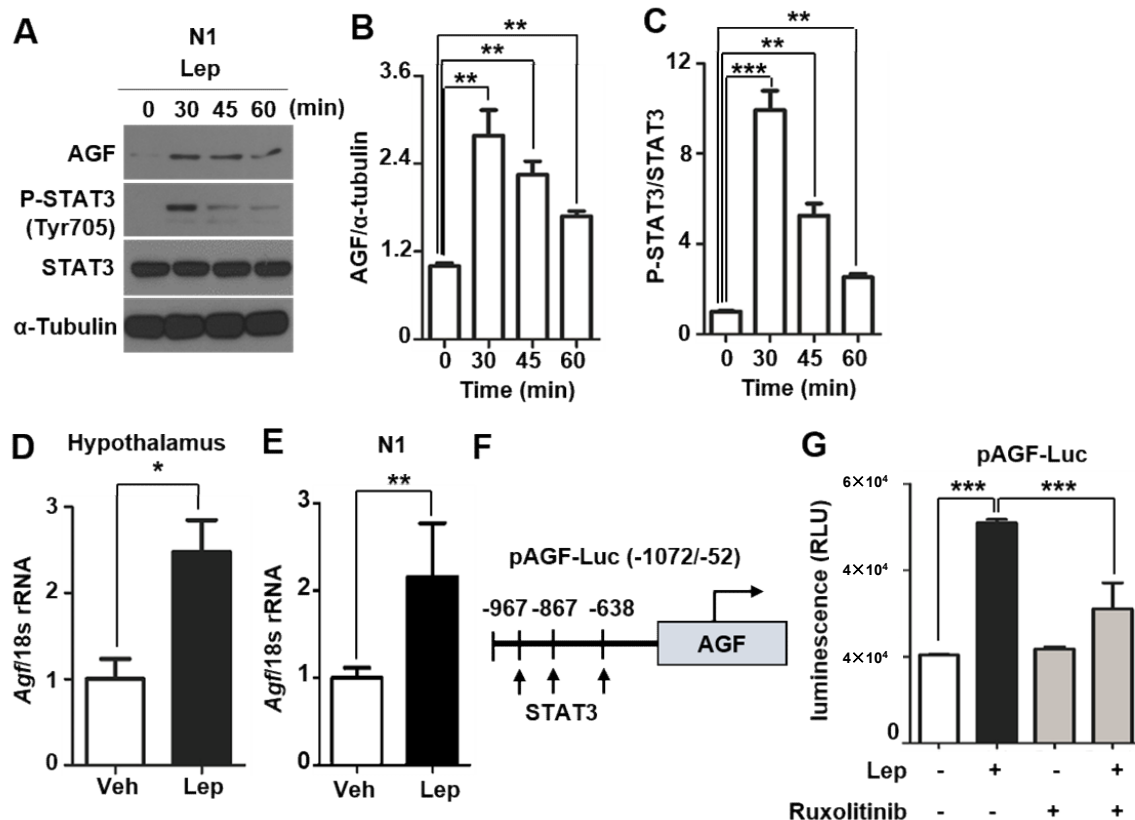 A
N1
Lep
0 30 45 60 (min)
AGF
P-STAT3
(Tyr705)
STAT3
α-Tubulin
B
**
**
**
3.6
2.4
1.2
0
AGF/α-tubulin
0 30 45 60
Time (min)
C
**
**
***
12
8
4
0
P-STAT3/STAT3
0 30 45 60
Time (min)
D
Hypothalamus
*
3
2
1
0
Agf/18s rRNA
Veh Lep
E
N1
**
3
2
1
0
Agf/18s rRNA
Veh Lep
F
pAGF-Luc (-1072/-52)
-967 -867 -638
AGF
STAT3
G
pAGF-Luc
*** ***
6×10⁴
4×10⁴
4×10⁴
0
luminescence (RLU)
Lep - + - +
Ruxolitinib - - + +